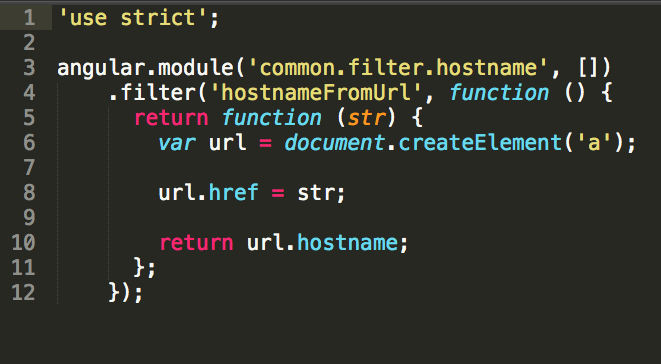 1 'use strict';
2
3 angular.module('common.filter.hostname', [])
4     .filter('hostnameFromUrl', function () {
5       return function (str) {
6         var url = document.createElement('a');
7
8         url.href = str;
9
10         return url.hostname;
11       };
12     });